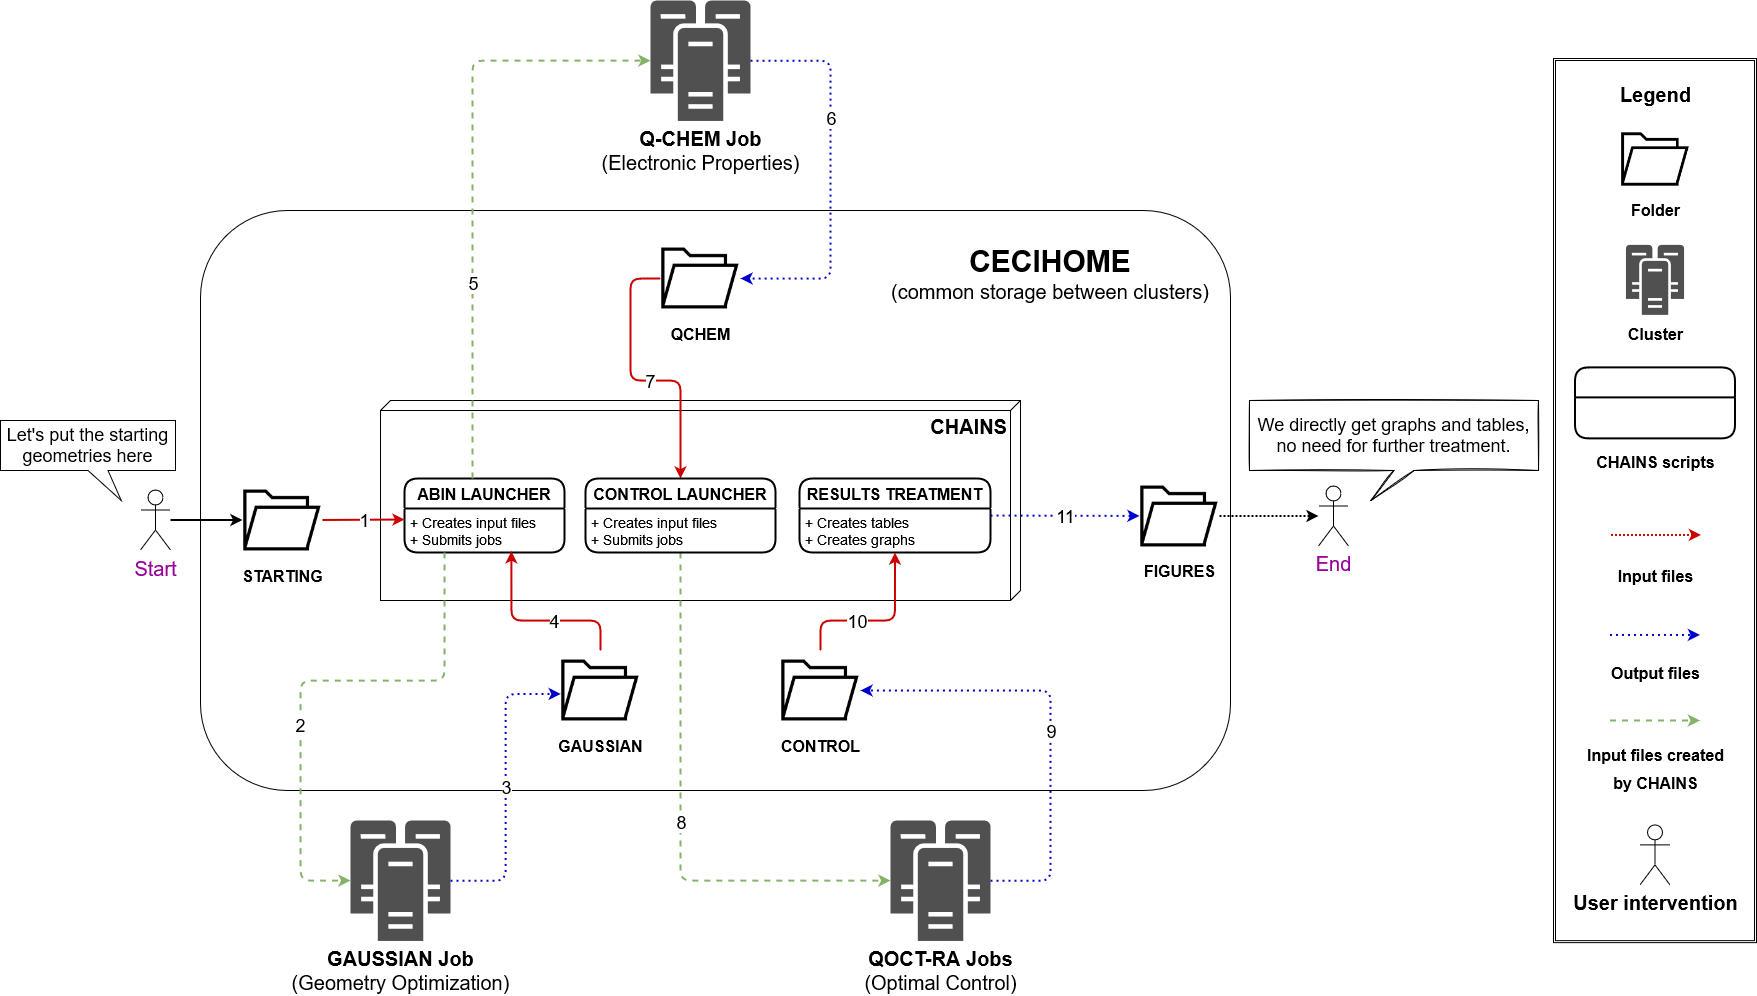 Q-CHEM Job
(Electronic Properties)
6
5
CECIHOME
(common storage between clusters)
QCHEM
7
CHAINS
Let's put the starting
geometries here
Start
STARTING
1
ABIN LAUNCHER
+ Creates input files
+ Submits jobs
CONTROL LAUNCHER
+ Creates input files
+ Submits jobs
RESULTS TREATMENT
+ Creates tables
+ Creates graphs
11
FIGURES
We directly get graphs and tables,
no need for further treatment.
End
4
10
GAUSSIAN
CONTROL
2
3
8
9
GAUSSIAN Job
(Geometry Optimization)
QOCT-RA Jobs
(Optimal Control)
Legend
Folder
Cluster
CHAINS scripts
Input files
Output files
Input files created
by CHAINS
User intervention